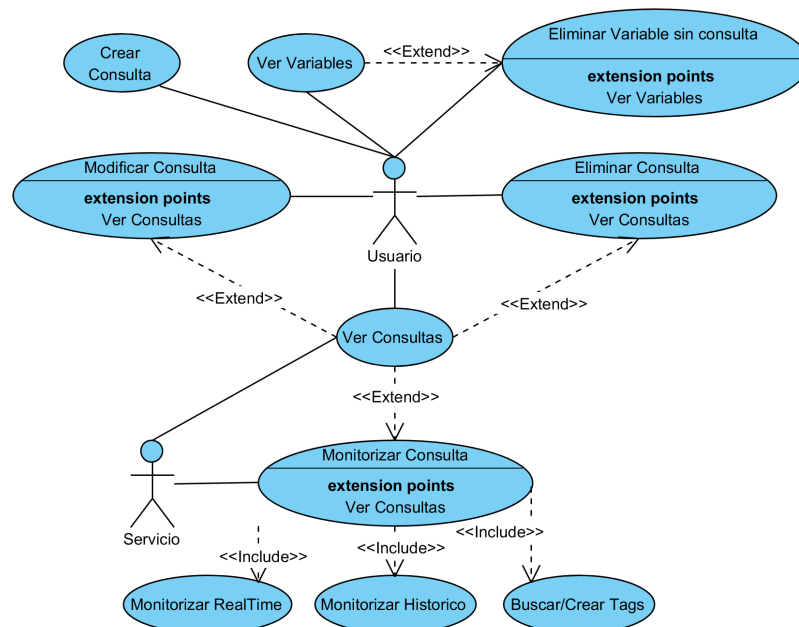 Crear
Consulta
Ver Variables
<<Extend>>
Eliminar Variable sin consulta
extension points
Ver Variables
Modificar Consulta
extension points
Ver Consultas
Usuario
Eliminar Consulta
extension points
Ver Consultas
<<Extend>>
<<Extend>>
Ver Consultas
<<Extend>>
Servicio
Monitorizar Consulta
extension points
Ver Consultas
<<Include>>
<<Include>>
<<Include>>
Monitorizar RealTime
Monitorizar Historico
Buscar/Crear Tags